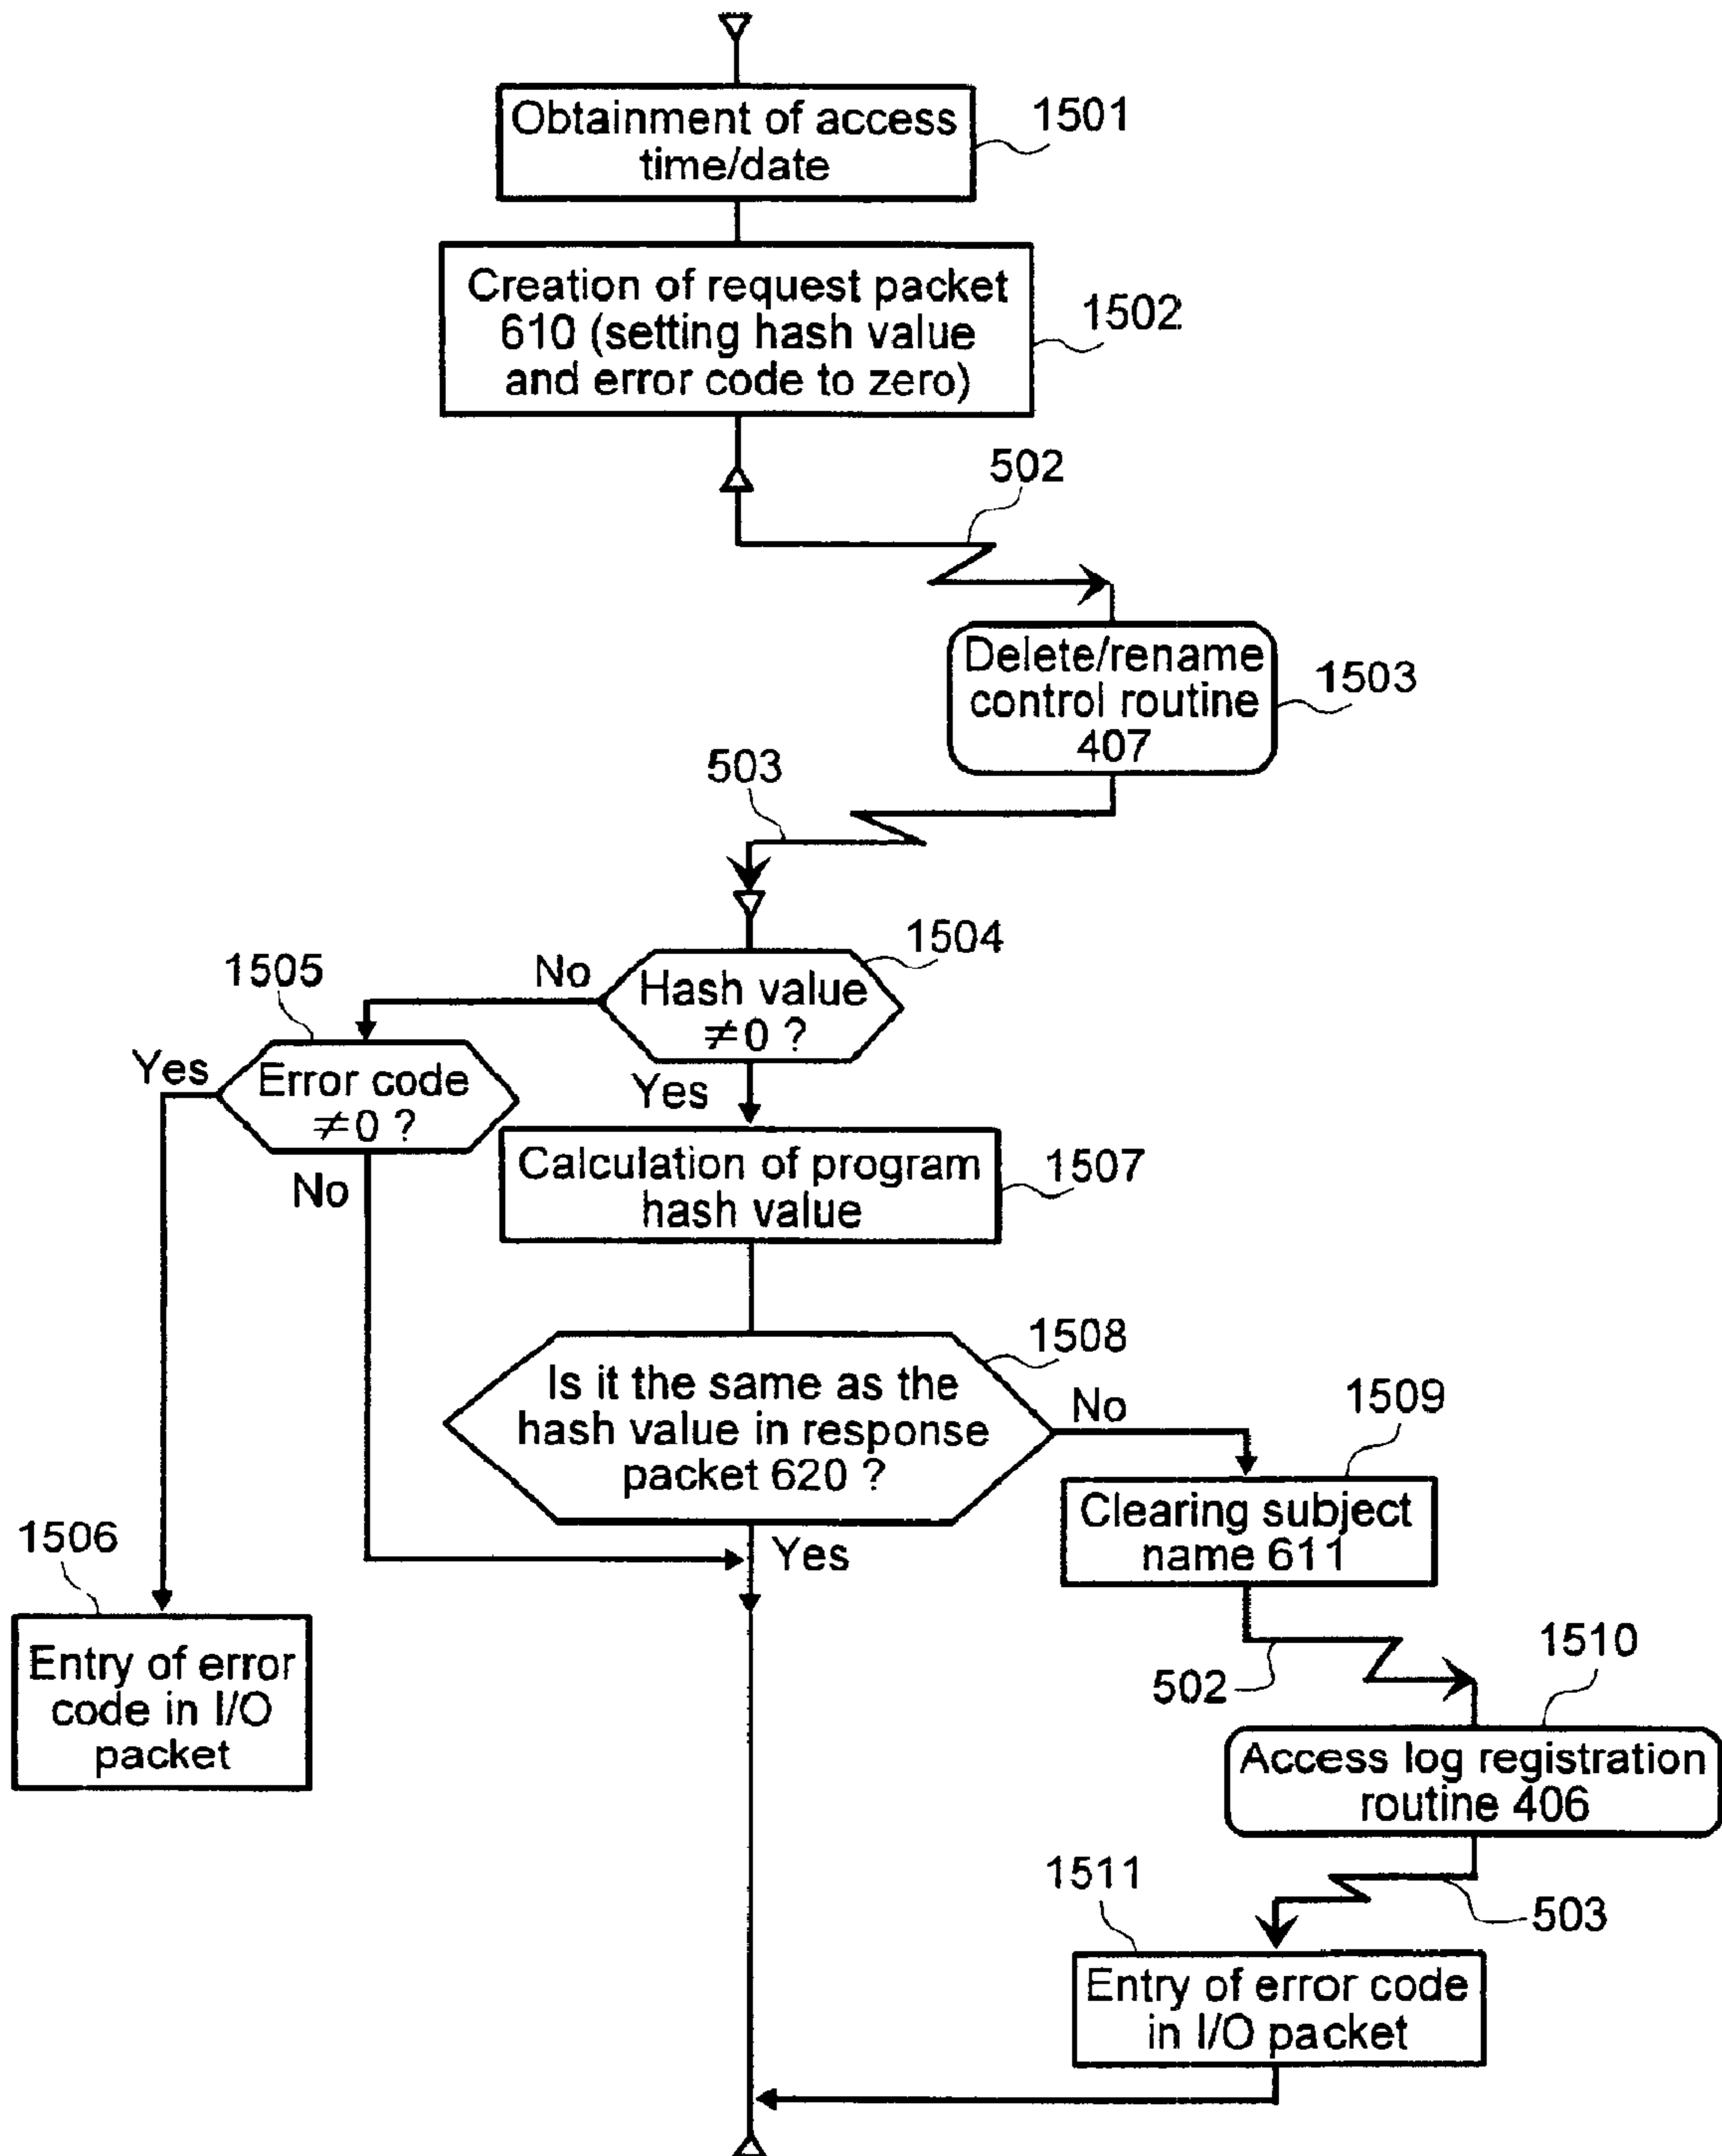 Obtainment of access
time/date
1501
Creation of request packet
610 (setting hash value
and error code to zero)
1502
502
Delete/rename
control routine
407
1503
503
1504
Hash value
≠0 ?
No
Yes
1505
Error code
≠0 ?
Yes
No
Calculation of program
hash value
1507
1508
Is it the same as the
hash value in response
packet 620 ?
No
Yes
1509
Clearing subject
name 611
1506
Entry of error
code in I/O
packet
502
1510
Access log registration
routine 406
503
1511
Entry of error code
in I/O packet